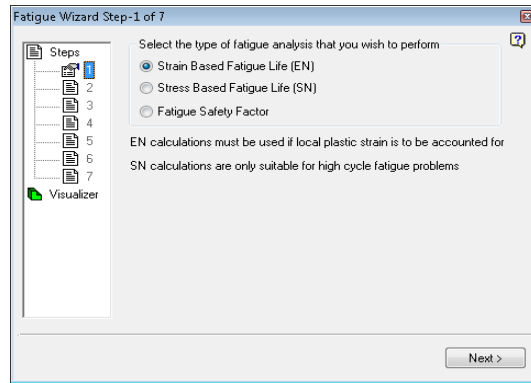 Fatigue Wizard Step-1 of 7
Steps
1
2
3
4
5
6
7
Visualizer
Select the type of fatigue analysis that you wish to perform
Strain Based Fatigue Life (EN)
Stress Based Fatigue Life (SN)
Fatigue Safety Factor
EN calculations must be used if local plastic strain is to be accounted for
SN calculations are only suitable for high cycle fatigue problems
Next >